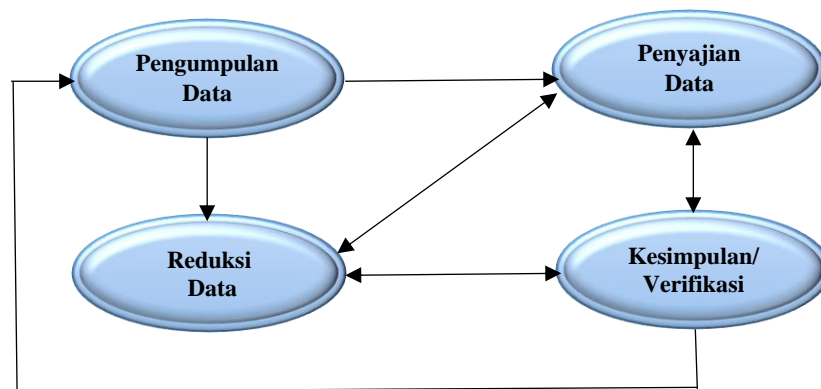 Pengumpulan
Data
Penyajian
Data
Reduksi
Data
Kesimpulan/
Verifikasi